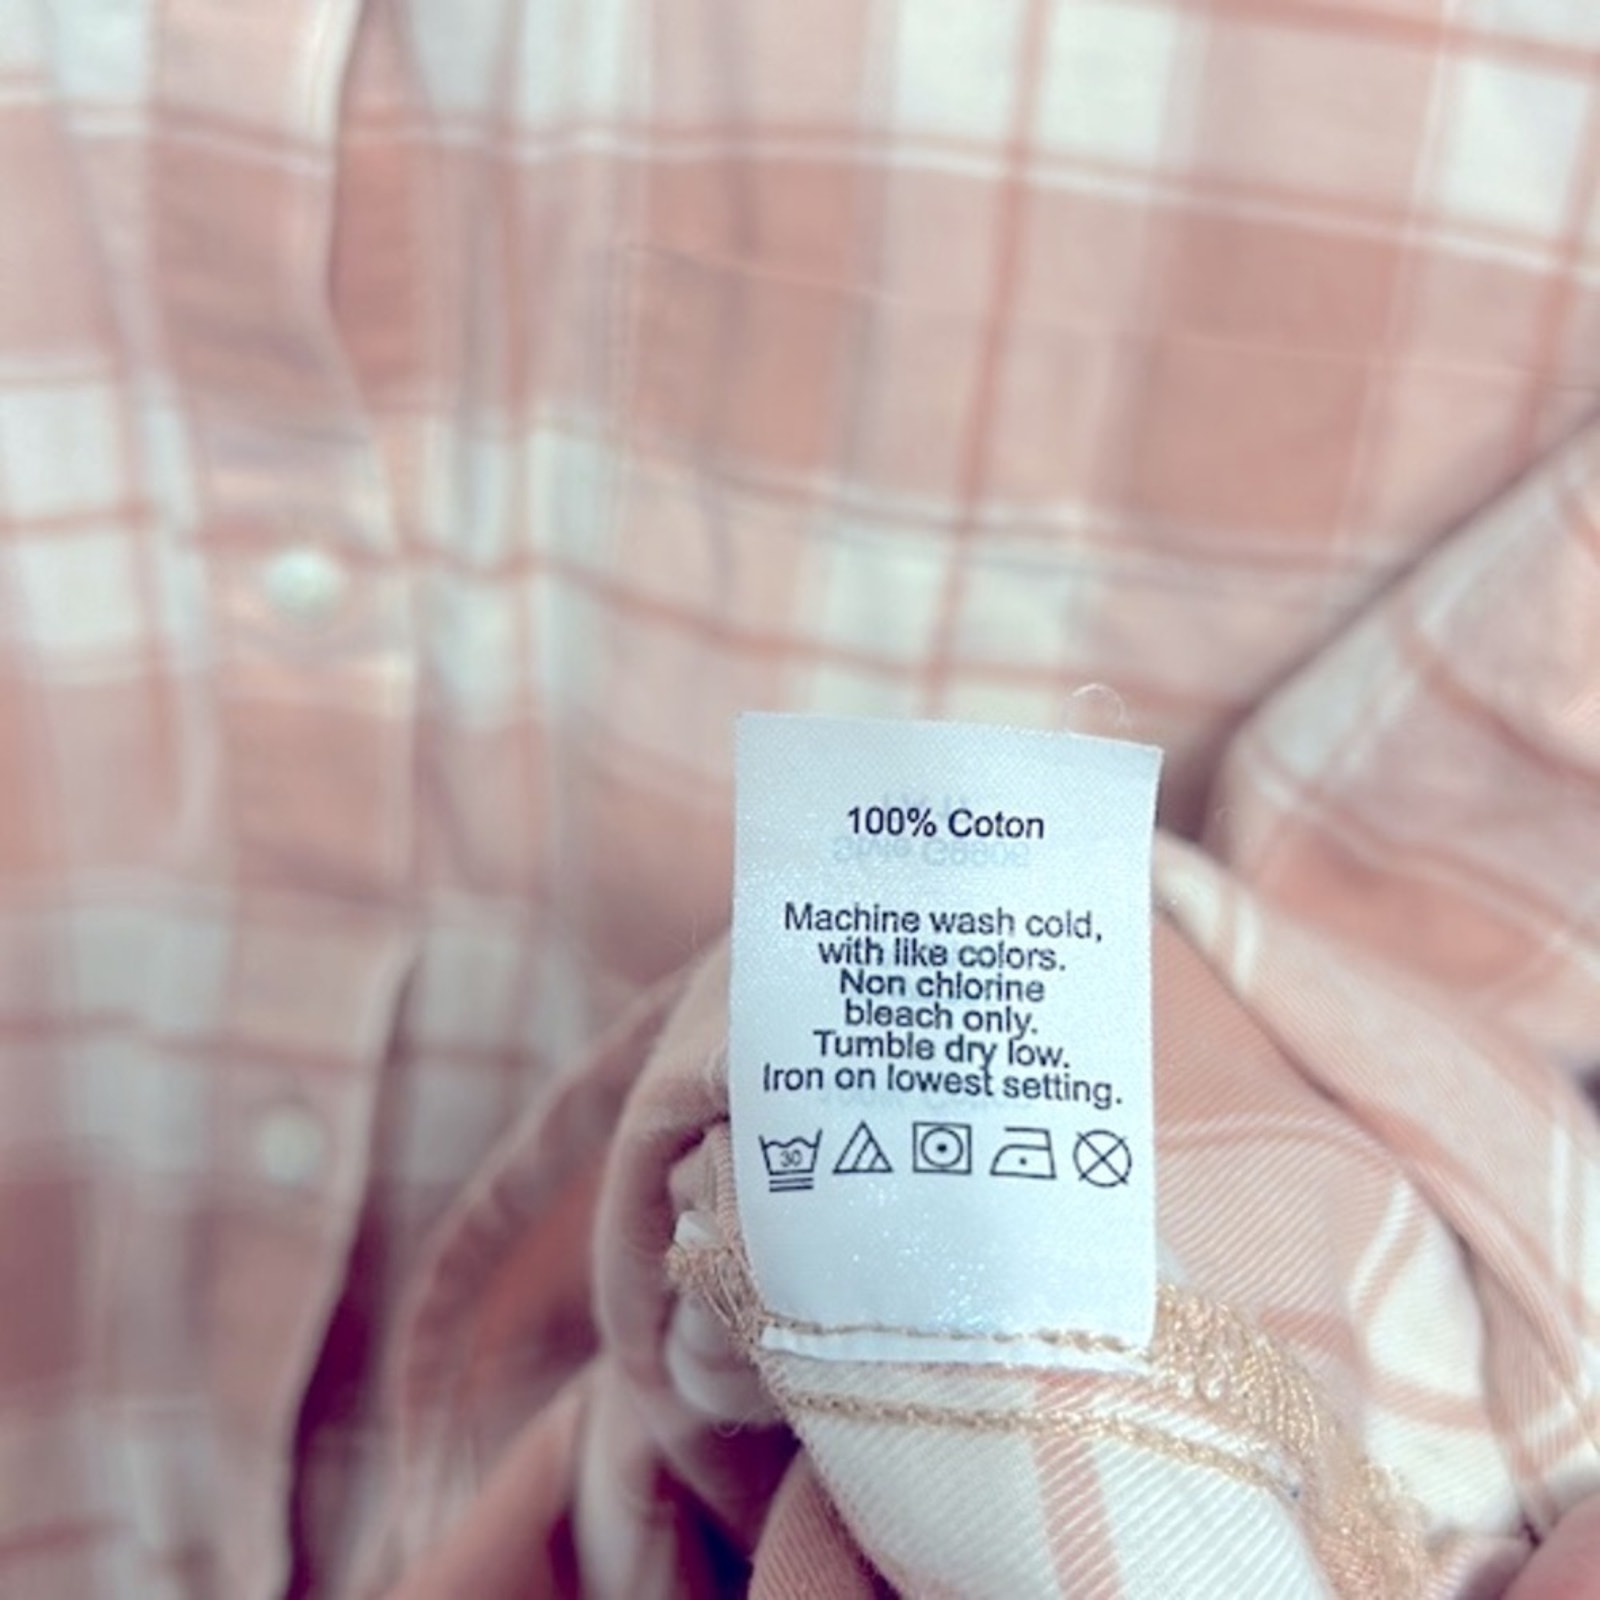 100% Coton
Machine wash cold,
with like colors.
Non chlorine
bleach only.
Tumble dry low.
Iron on lowest setting.
30